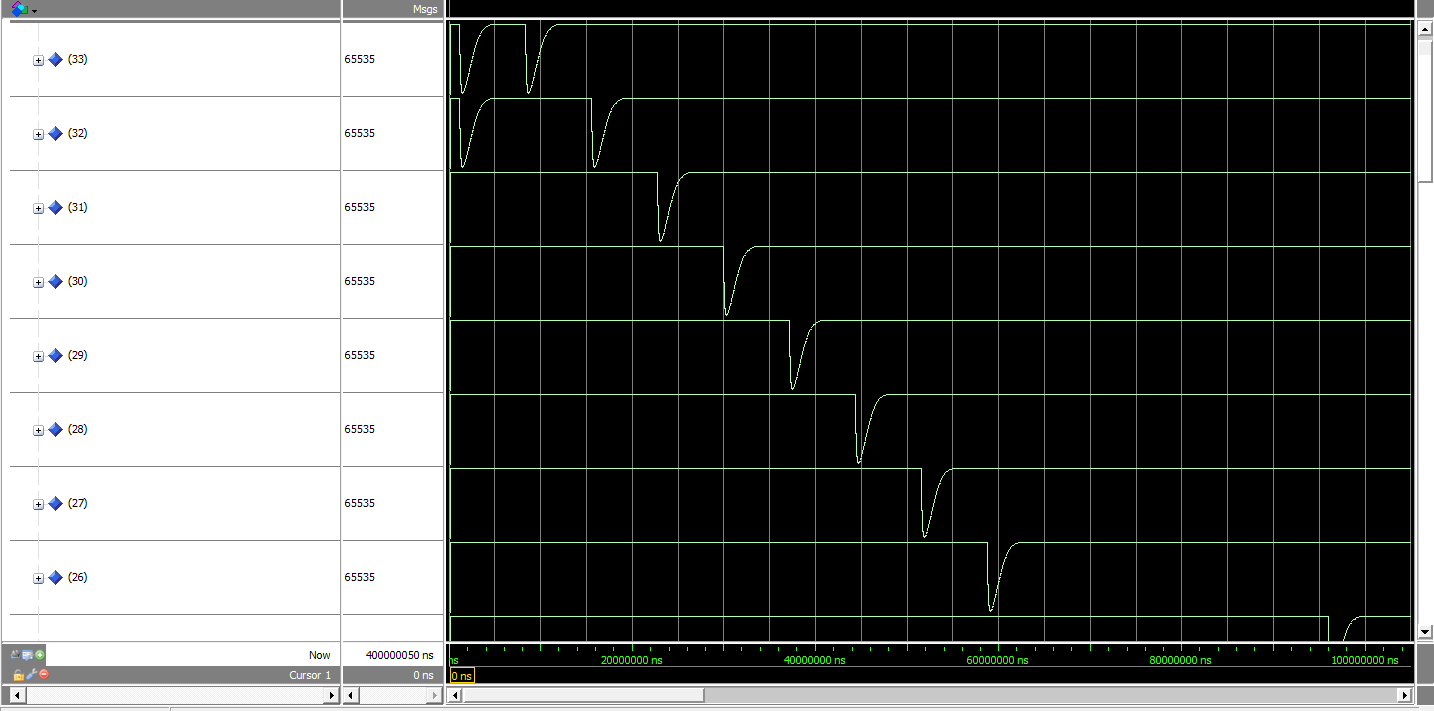 Msgs
(33) 65535
(32) 65535
(31) 65535
(30) 65535
(29) 65535
(28) 65535
(27) 65535
(26) 65535
Now 400000050 ns ns 20000000 ns 40000000 ns 60000000 ns 80000000 ns 100000000 ns
Cursor 1 0 ns 0 ns